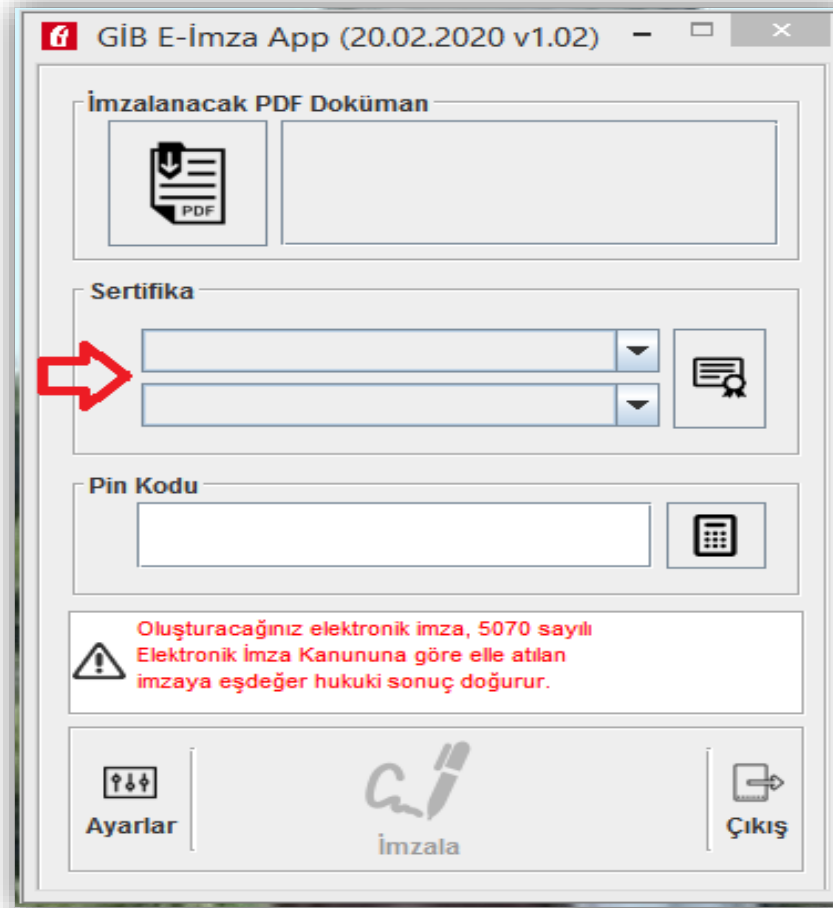 GİB E-İmza App (20.02.2020 v1.02)
İmzalanacak PDF Doküman
PDF
Sertifika
Pin Kodu
Oluşturacağınız elektronik imza, 5070 sayılı
Elektronik İmza Kanununa göre elle atılan
imzaya eşdeğer hukuki sonuç doğurur.
Ayarlar
İmzala
Çıkış